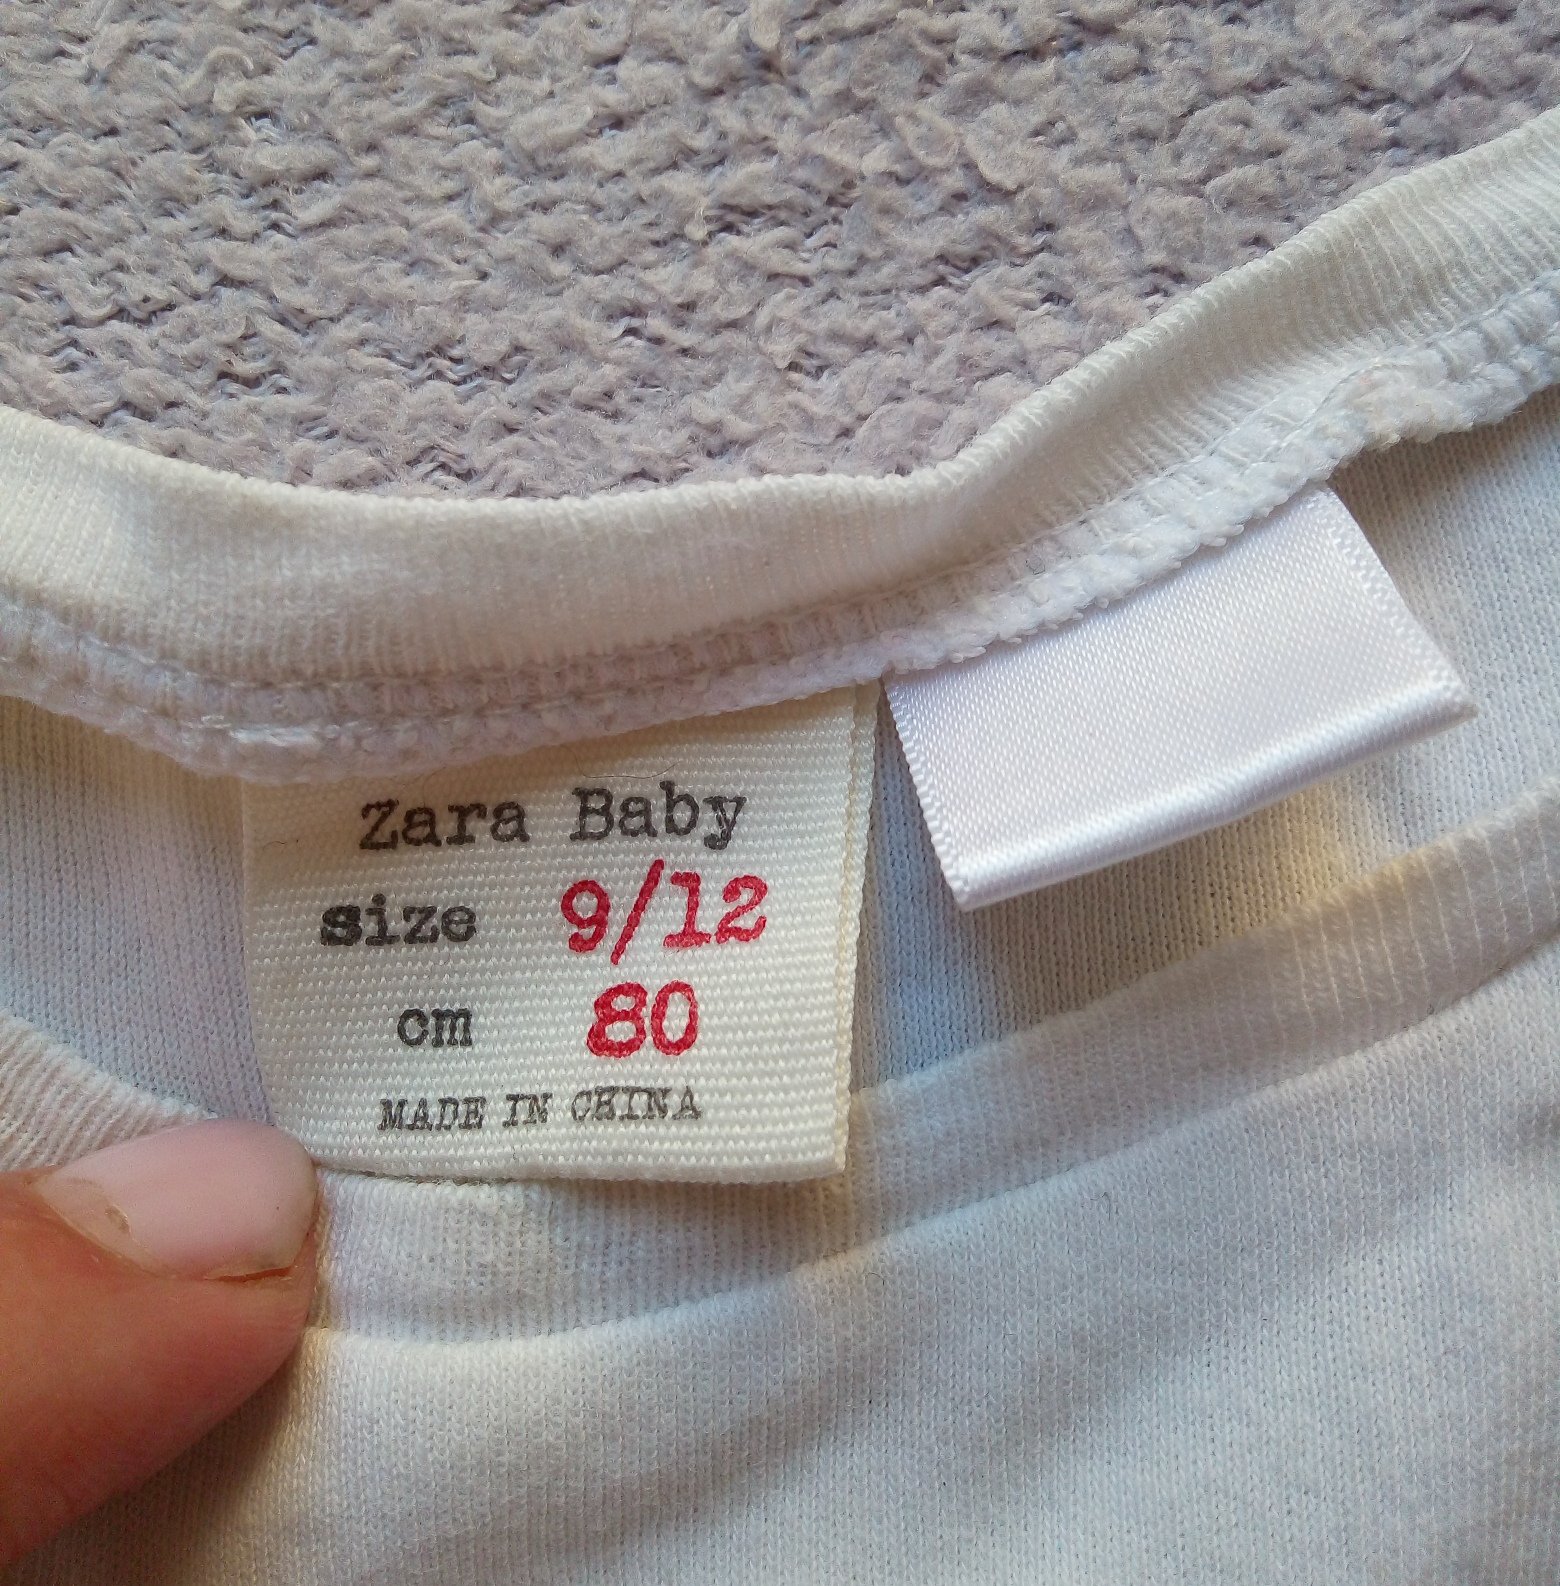 Zara Baby
size 9/12
cm 80
MADE IN CHINA